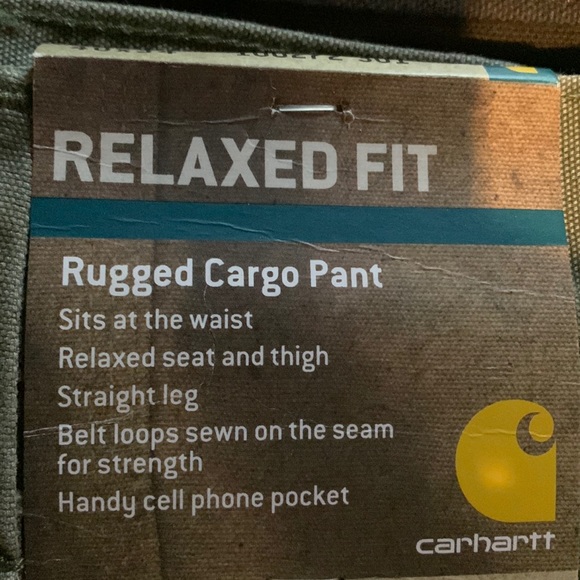 RELAXED FIT
Rugged Cargo Pant
Sits at the waist
Relaxed seat and thigh
Straight leg
Belt loops sewn on the seam
for strength
Handy cell phone pocket
carhartt